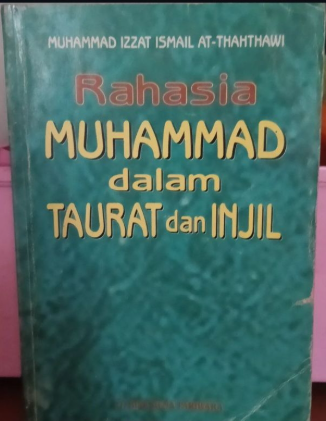 MUHAMMAD IZZAT ISMAIL AT-THAHTHAWI
Rahasia
MUHAMMAD
dalam
TAURAT dan INJIL